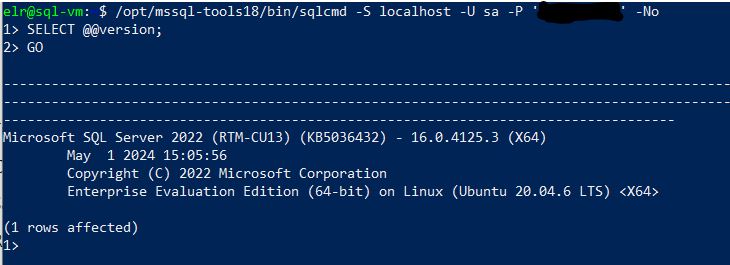 elr@sql-vm: $ /opt/mssql-tools18/bin/sqlcmd -S localhost -U sa -P ' ' -No
1> SELECT @@version;
2> GO
--------------------------------------------------------------------------------------------------
--------------------------------------------------------------------------------------------------
------------------------------------------------------------------------------------------
Microsoft SQL Server 2022 (RTM-CU13) (KB5036432) - 16.0.4125.3 (X64)
May  1 2024 15:05:56
Copyright (C) 2022 Microsoft Corporation
Enterprise Evaluation Edition (64-bit) on Linux (Ubuntu 20.04.6 LTS) <X64>
(1 rows affected)
1>